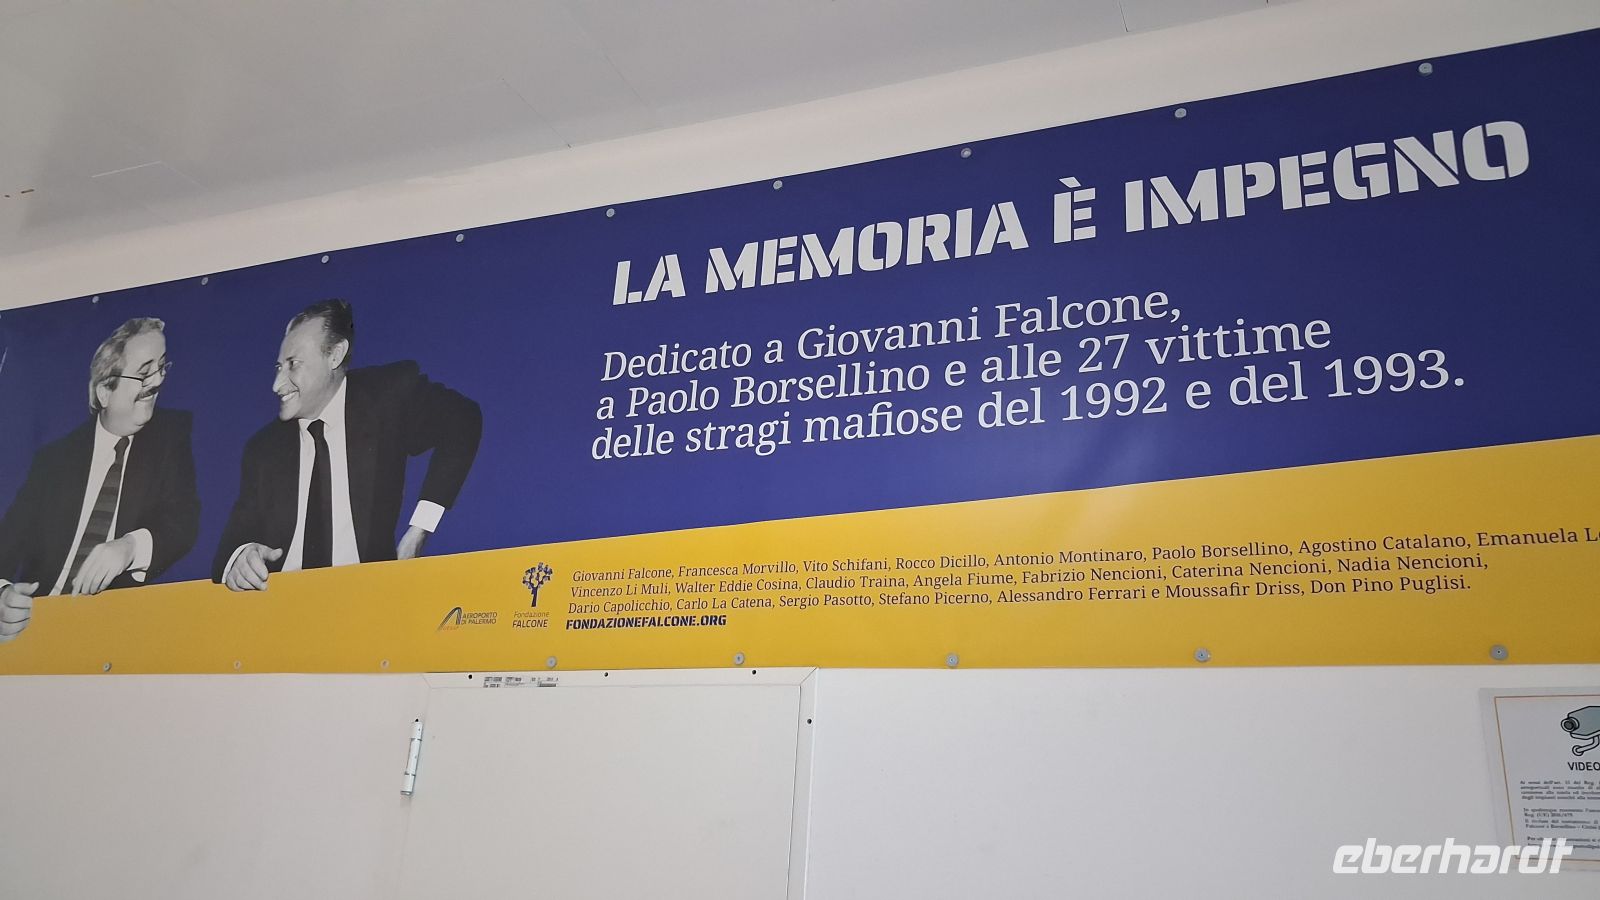 LA MEMORIA È IMPEGNO
Dedicato a Giovanni Falcone,
a Paolo Borsellino e alle 27 vittime
delle stragi mafiose del 1992 e del 1993.
Giovanni Falcone, Francesca Morvillo, Vito Schifani, Rocco Dicillo, Antonio Montinaro, Paolo Borsellino, Agostino Catalano, Emanuela
Vincenzo Li Muli, Walter Eddie Cosina, Claudio Traina, Angela Fiume, Fabrizio Nencioni, Caterina Nencioni, Nadia Nencioni,
Dario Capolicchio, Carlo La Catena, Sergio Pasotto, Stefano Picerno, Alessandro Ferrari e Moussafir Driss, Don Pino Puglisi.
AEROPORTO
DI PALERMO
Fondazione
FALCONE
FONDAZIONEFALCONE.ORG
VIDEO
eberhardt